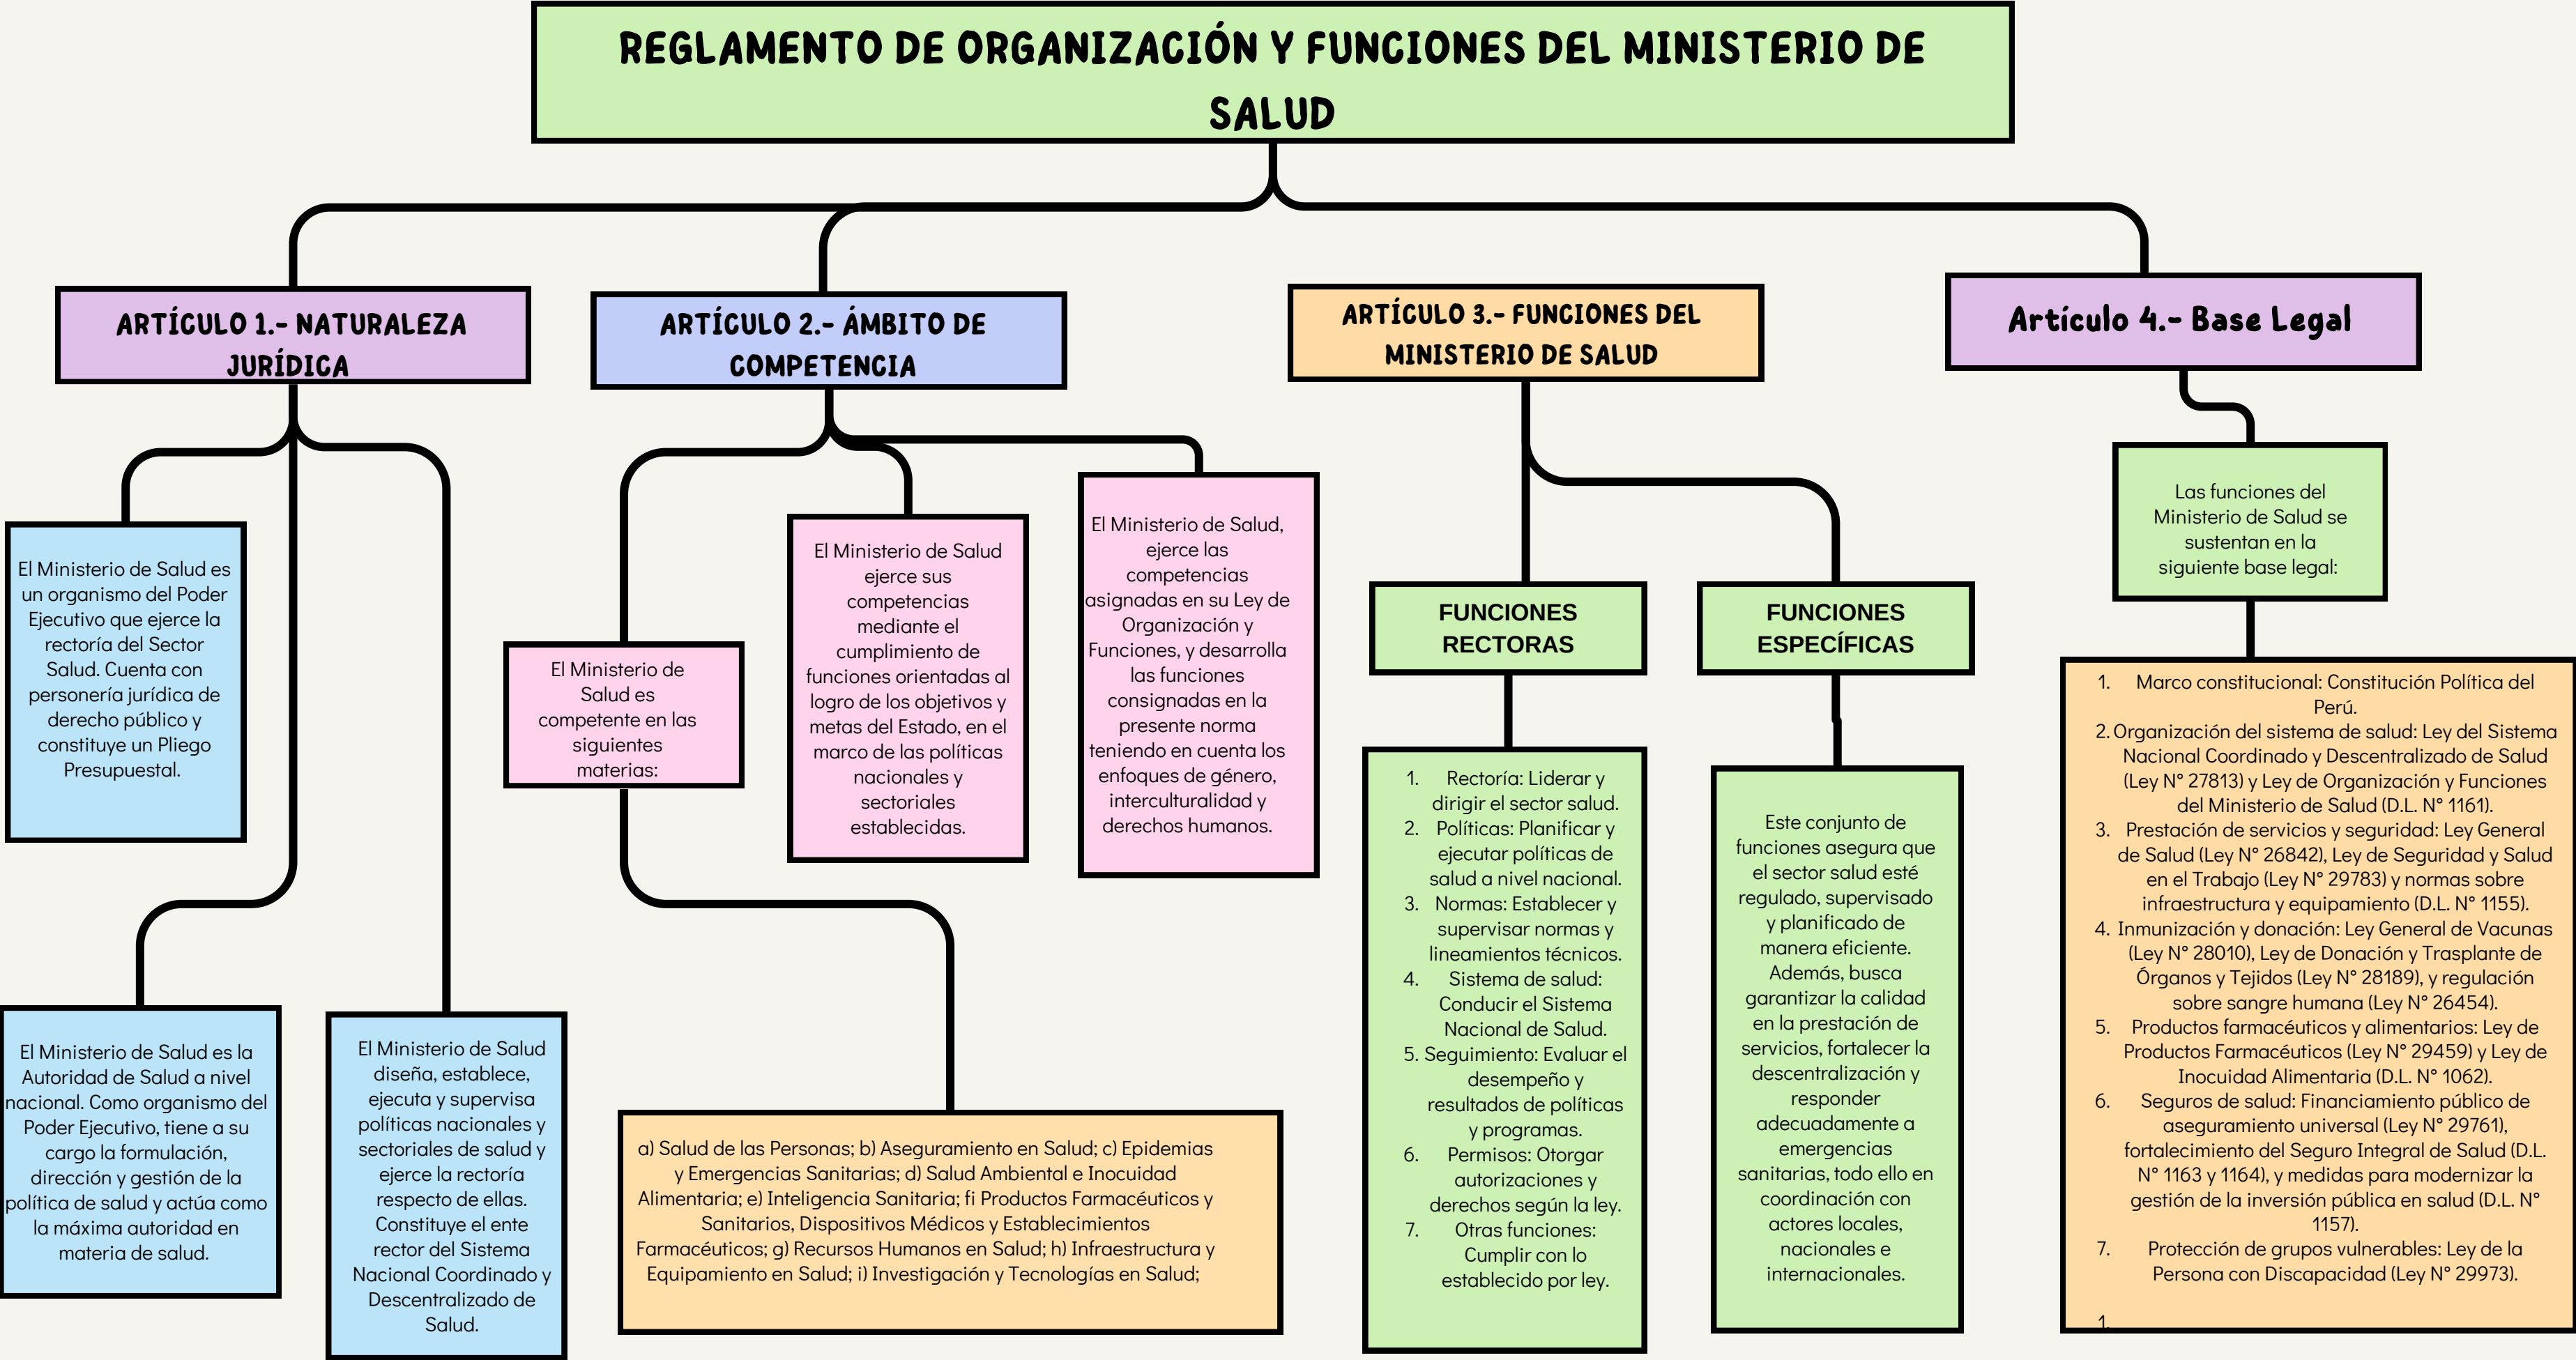 REGLAMENTO DE ORGANIZACIÓN Y FUNCIONES DEL MINISTERIO DE
SALUD
ARTÍCULO 1.- NATURALEZA
JURÍDICA
ARTÍCULO 2.- ÁMBITO DE
COMPETENCIA
ARTÍCULO 3.- FUNCIONES DEL
MINISTERIO DE SALUD
Artículo 4.- Base Legal
El Ministerio de Salud es
un organismo del Poder
Ejecutivo que ejerce la
rectoría del Sector
Salud. Cuenta con
personería jurídica de
derecho público y
constituye un Pliego
Presupuestal.
El Ministerio de Salud es la
Autoridad de Salud a nivel
nacional. Como organismo del
Poder Ejecutivo, tiene a su
cargo la formulación,
dirección y gestión de la
política de salud y actúa como
la máxima autoridad en
materia de salud.
El Ministerio de Salud
diseña, establece,
ejecuta y supervisa
políticas nacionales y
sectoriales de salud y
ejerce la rectoría
respecto de ellas.
Constituye el ente
rector del Sistema
Nacional Coordinado y
Descentralizado de
Salud.
El Ministerio de
Salud es
competente en las
siguientes
materias:
El Ministerio de Salud
ejerce sus
competencias
mediante el
cumplimiento de
funciones orientadas al
logro de los objetivos y
metas del Estado, en el
marco de las políticas
nacionales y
sectoriales
establecidas.
El Ministerio de Salud,
ejerce las
competencias
asignadas en su Ley de
Organización y
Funciones, y desarrolla
las funciones
consignadas en la
presente norma
teniendo en cuenta los
enfoques de género,
interculturalidad y
derechos humanos.
a) Salud de las Personas; b) Aseguramiento en Salud; c) Epidemias
y Emergencias Sanitarias; d) Salud Ambiental e Inocuidad
Alimentaria; e) Inteligencia Sanitaria; fi Productos Farmacéuticos y
Sanitarios, Dispositivos Médicos y Establecimientos
Farmacéuticos; g) Recursos Humanos en Salud; h) Infraestructura y
Equipamiento en Salud; i) Investigación y Tecnologías en Salud;
FUNCIONES
RECTORAS
1. Rectoría: Liderar y
dirigir el sector salud.
2. Políticas: Planificar y
ejecutar políticas de
salud a nivel nacional.
3. Normas: Establecer y
supervisar normas y
lineamientos técnicos.
4. Sistema de salud:
Conducir el Sistema
Nacional de Salud.
5. Seguimiento: Evaluar el
desempeño y
resultados de políticas
y programas.
6. Permisos: Otorgar
autorizaciones y
derechos según la ley.
7. Otras funciones:
Cumplir con lo
establecido por ley.
FUNCIONES
ESPECÍFICAS
Este conjunto de
funciones asegura que
el sector salud esté
regulado, supervisado
y planificado de
manera eficiente.
Además, busca
garantizar la calidad
en la prestación de
servicios, fortalecer la
descentralización y
responder
adecuadamente a
emergencias
sanitarias, todo ello en
coordinación con
actores locales,
nacionales e
internacionales.
Las funciones del
Ministerio de Salud se
sustentan en la
siguiente base legal:
1. Marco constitucional: Constitución Política del
Perú.
2. Organización del sistema de salud: Ley del Sistema
Nacional Coordinado y Descentralizado de Salud
(Ley N° 27813) y Ley de Organización y Funciones
del Ministerio de Salud (D.L. N° 1161).
3. Prestación de servicios y seguridad: Ley General
de Salud (Ley N° 26842), Ley de Seguridad y Salud
en el Trabajo (Ley N° 29783) y normas sobre
infraestructura y equipamiento (D.L. N° 1155).
4. Inmunización y donación: Ley General de Vacunas
(Ley N° 28010), Ley de Donación y Trasplante de
Órganos y Tejidos (Ley N° 28189), y regulación
sobre sangre humana (Ley N° 26454).
5. Productos farmacéuticos y alimentarios: Ley de
Productos Farmacéuticos (Ley N° 29459) y Ley de
Inocuidad Alimentaria (D.L. N° 1062).
6. Seguros de salud: Financiamiento público de
aseguramiento universal (Ley N° 29761),
fortalecimiento del Seguro Integral de Salud (D.L.
N° 1163 y 1164), y medidas para modernizar la
gestión de la inversión pública en salud (D.L. N°
1157).
7. Protección de grupos vulnerables: Ley de la
Persona con Discapacidad (Ley N° 29973).
1.